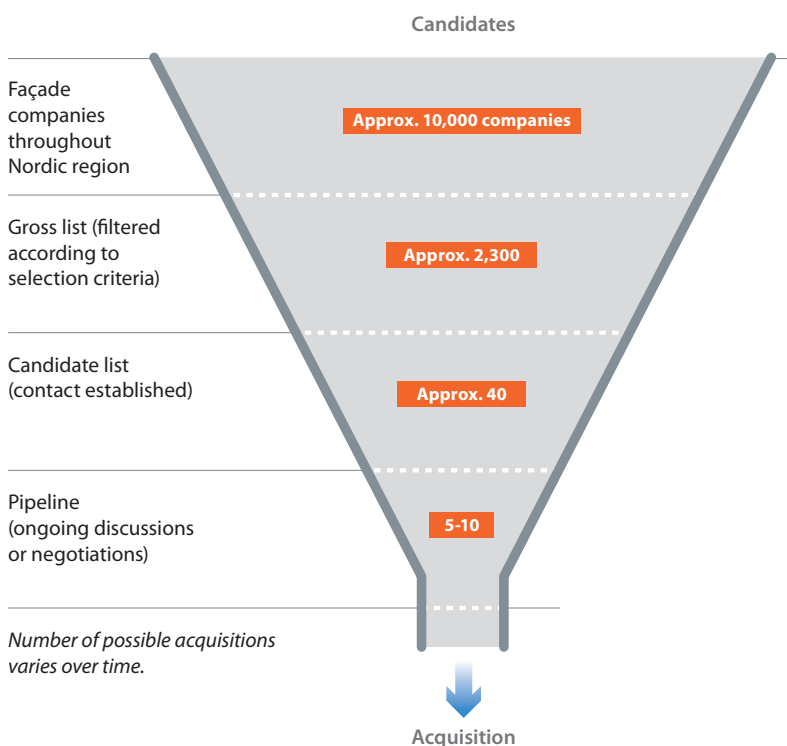 Candidates
Façade
companies
throughout
Nordic region
Approx. 10,000 companies
Gross list (filtered
according to
selection criteria)
Approx. 2,300
Candidate list
(contact established)
Approx. 40
Pipeline
(ongoing discussions
or negotiations)
5-10
Number of possible acquisitions
varies over time.
Acquisition